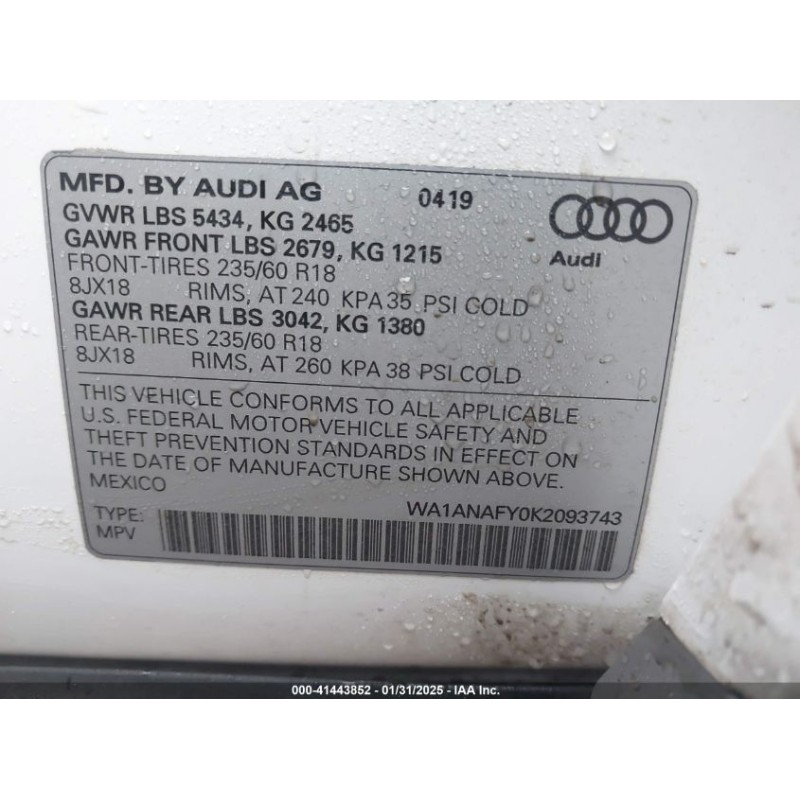 MFD. BY AUDI AG 0419
GVWR LBS 5434, KG 2465
GAWR FRONT LBS 2679, KG 1215
Audi
FRONT-TIRES 235/60 R18
8JX18 RIMS, AT 240 KPA 35 PSI COLD
GAWR REAR LBS 3042, KG 1380
REAR-TIRES 235/60 R18
8JX18 RIMS, AT 260 KPA 38 PSI COLD
THIS VEHICLE CONFORMS TO ALL APPLICABLE
U.S. FEDERAL MOTOR VEHICLE SAFETY AND
THEFT PREVENTION STANDARDS IN EFFECT ON
THE DATE OF MANUFACTURE SHOWN ABOVE.
MEXICO
WA1ANAFY0K2093743
TYPE:
MPV
000-41443852 - 01/31/2025 - IAA Inc.